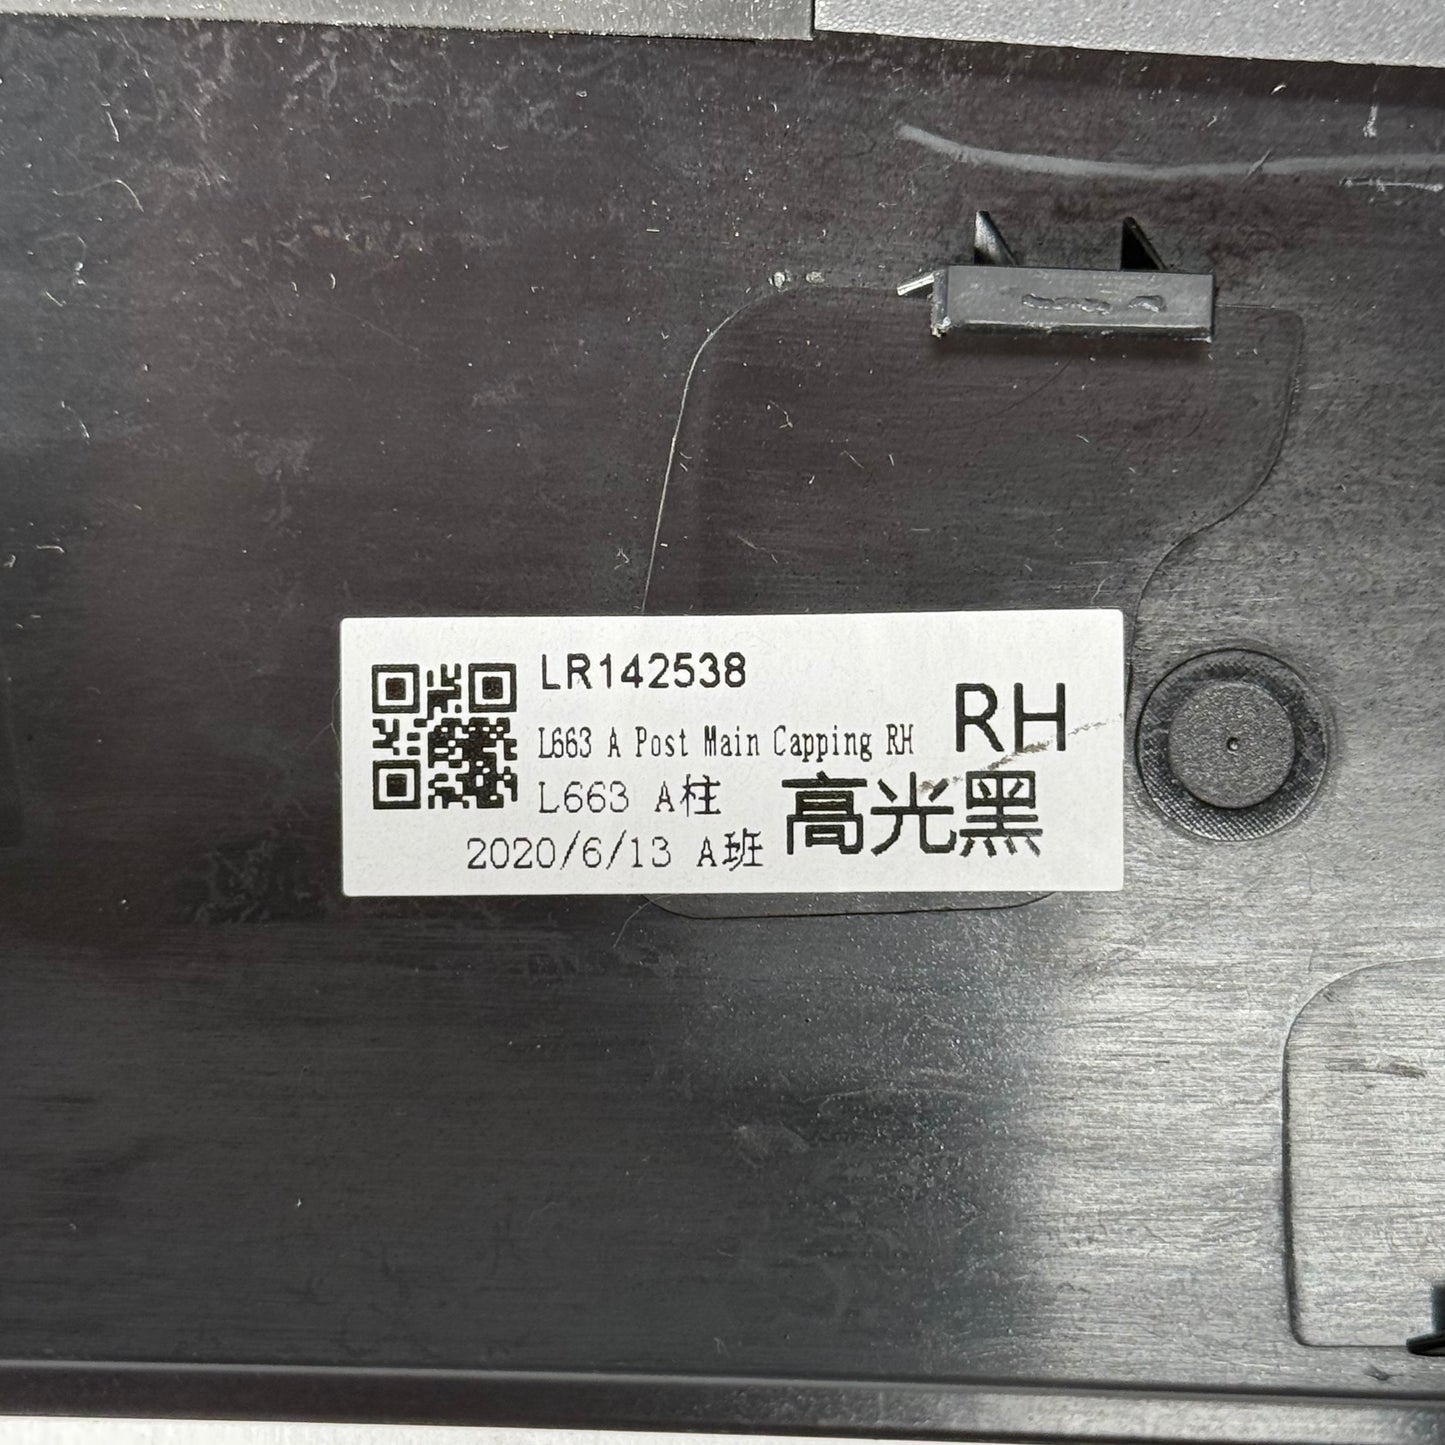 LR142538
L663 A Post Main Capping RH
RH
L663 A柱
高光黑
2020/6/13 A班